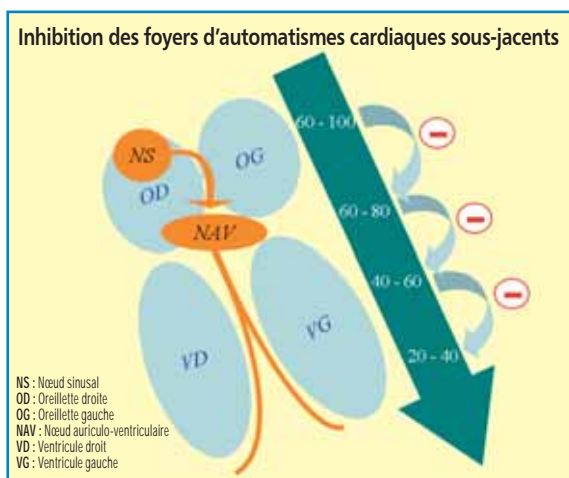 Inhibition des foyers d'automatismes cardiaques sous-jacents
NS
OD
OG
NAV
VD
VG
60 - 100
60 - 80
40 - 60
20 - 40
NS : Nœud sinusal
OD : Oreillette droite
OG : Oreillette gauche
NAV : Nœud auriculo-ventriculaire
VD : Ventricule droit
VG : Ventricule gauche